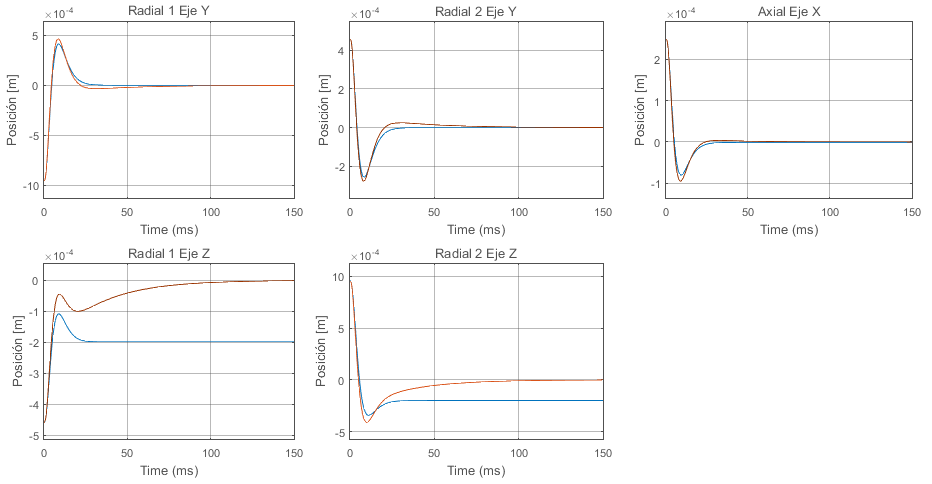 Radial 1 Eje Y
×10⁻⁴
5
0
-5
-10
Posición [m]
0 50 100 150
Time (ms)
Radial 2 Eje Y
×10⁻⁴
4
2
0
-2
Posición [m]
0 50 100 150
Time (ms)
Axial Eje X
×10⁻⁴
2
1
0
-1
Posición [m]
0 50 100 150
Time (ms)
Radial 1 Eje Z
×10⁻⁴
0
-1
-2
-3
-4
-5
Posición [m]
0 50 100 150
Time (ms)
Radial 2 Eje Z
×10⁻⁴
10
5
0
-5
Posición [m]
0 50 100 150
Time (ms)